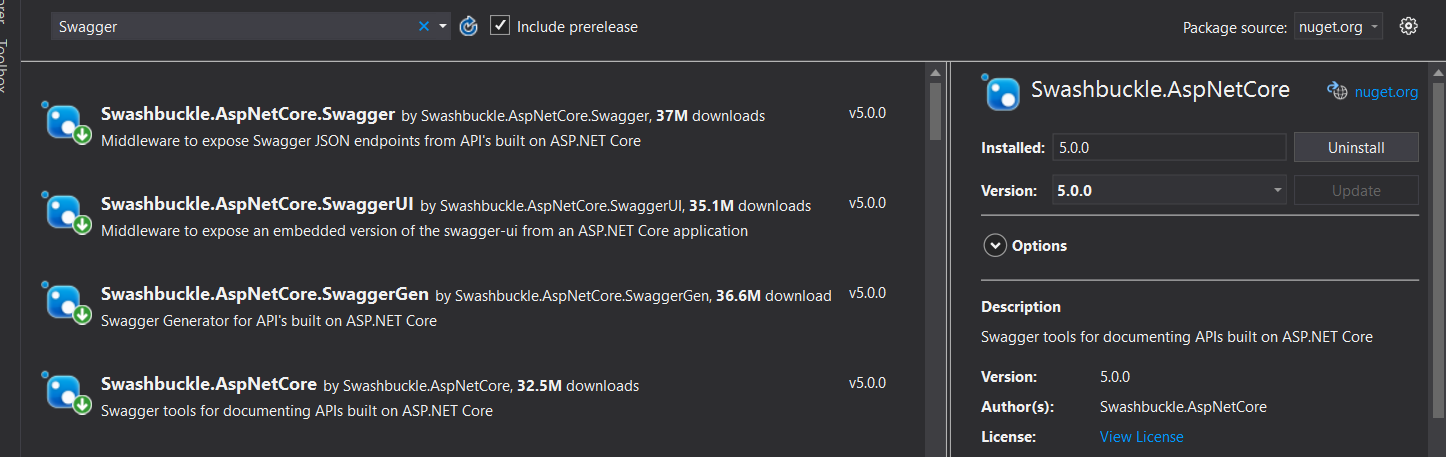 Swagger
Include prerelease
Package source: nuget.org
Toolbox
Swashbuckle.AspNetCore.Swagger by Swashbuckle.AspNetCore.Swagger, 37M downloads
v5.0.0
Middleware to expose Swagger JSON endpoints from API's built on ASP.NET Core
Swashbuckle.AspNetCore.SwaggerUI by Swashbuckle.AspNetCore.SwaggerUI, 35.1M downloads
v5.0.0
Middleware to expose an embedded version of the swagger-ui from an ASP.NET Core application
Swashbuckle.AspNetCore.SwaggerGen by Swashbuckle.AspNetCore.SwaggerGen, 36.6M download
v5.0.0
Swagger Generator for API's built on ASP.NET Core
Swashbuckle.AspNetCore by Swashbuckle.AspNetCore, 32.5M downloads
v5.0.0
Swagger tools for documenting APIs built on ASP.NET Core
Swashbuckle.AspNetCore
nuget.org
Installed: 5.0.0
Uninstall
Version: 5.0.0
Update
Options
Description
Swagger tools for documenting APIs built on ASP.NET Core
Version: 5.0.0
Author(s): Swashbuckle.AspNetCore
License: View License